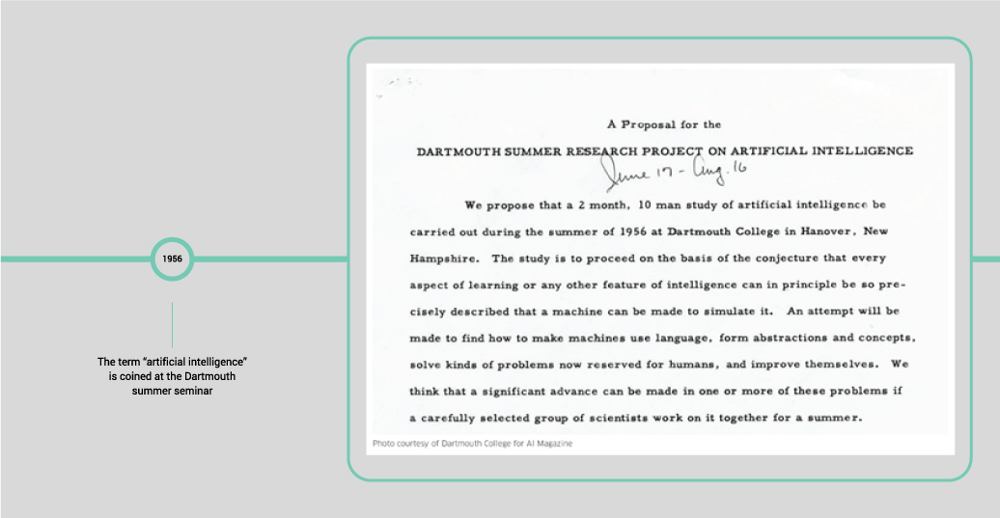 1956
The term “artificial intelligence”
is coined at the Dartmouth
summer seminar
A Proposal for the
DARTMOUTH SUMMER RESEARCH PROJECT ON ARTIFICIAL INTELLIGENCE
June 17 - Aug. 16
We propose that a 2 month, 10 man study of artificial intelligence be
carried out during the summer of 1956 at Dartmouth College in Hanover, New
Hampshire. The study is to proceed on the basis of the conjecture that every
aspect of learning or any other feature of intelligence can in principle be so pre-
cisely described that a machine can be made to simulate it. An attempt will be
made to find how to make machines use language, form abstractions and concepts,
solve kinds of problems now reserved for humans, and improve themselves. We
think that a significant advance can be made in one or more of these problems if
a carefully selected group of scientists work on it together for a summer.
Photo courtesy of Dartmouth College for AI Magazine